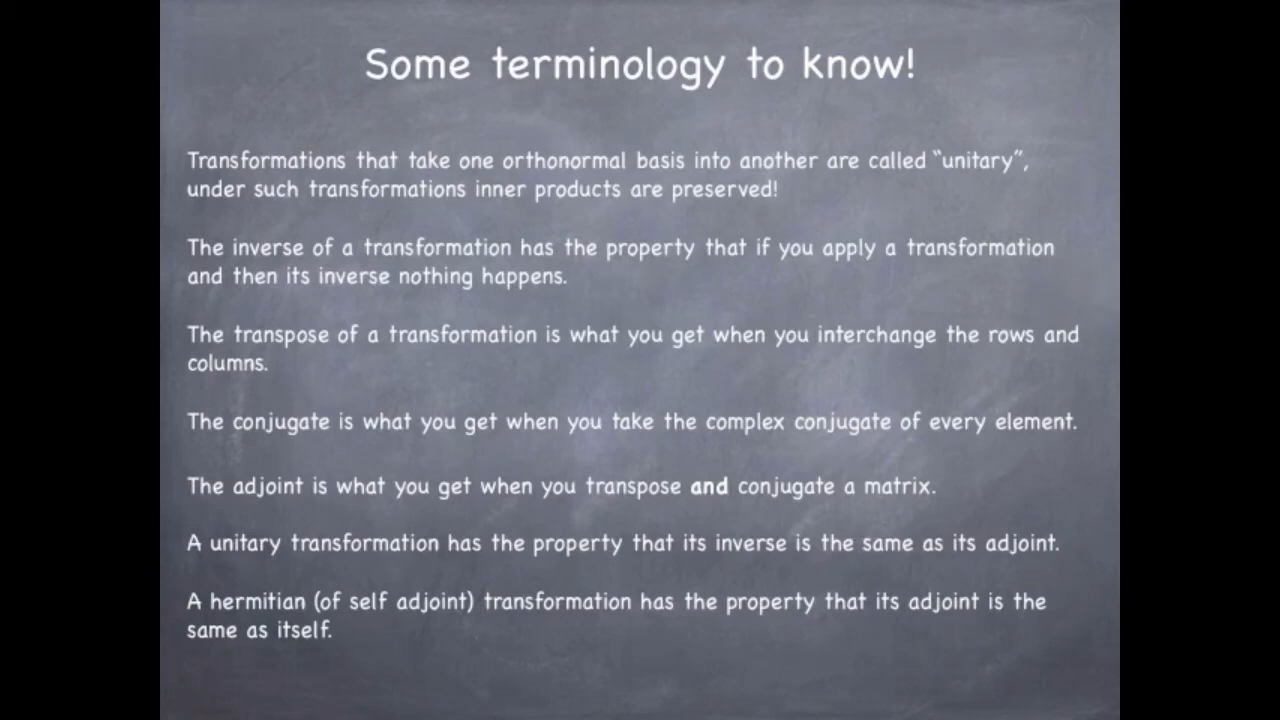 Some terminology to know!
Transformations that take one orthonormal basis into another are called “unitary”,
under such transformations inner products are preserved!
The inverse of a transformation has the property that if you apply a transformation
and then its inverse nothing happens.
The transpose of a transformation is what you get when you interchange the rows and
columns.
The conjugate is what you get when you take the complex conjugate of every element.
The adjoint is what you get when you transpose and conjugate a matrix.
A unitary transformation has the property that its inverse is the same as its adjoint.
A hermitian (of self adjoint) transformation has the property that its adjoint is the
same as itself.